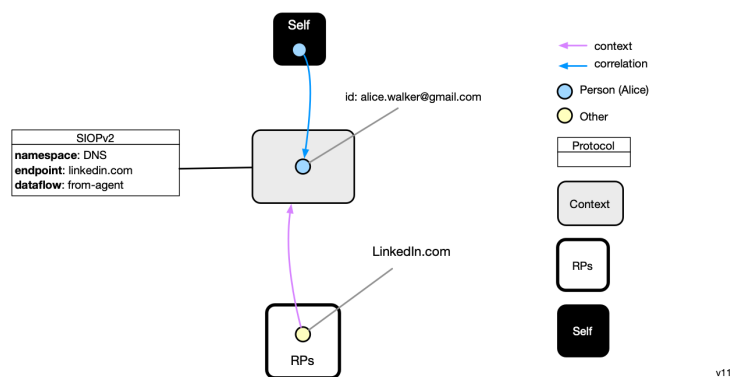 Self
id: alice.walker@gmail.com
SIOPv2
namespace: DNS
endpoint: linkedin.com
dataflow: from-agent
LinkedIn.com
RPs
context
correlation
Person (Alice)
Other
Protocol
Context
RPs
Self
v11